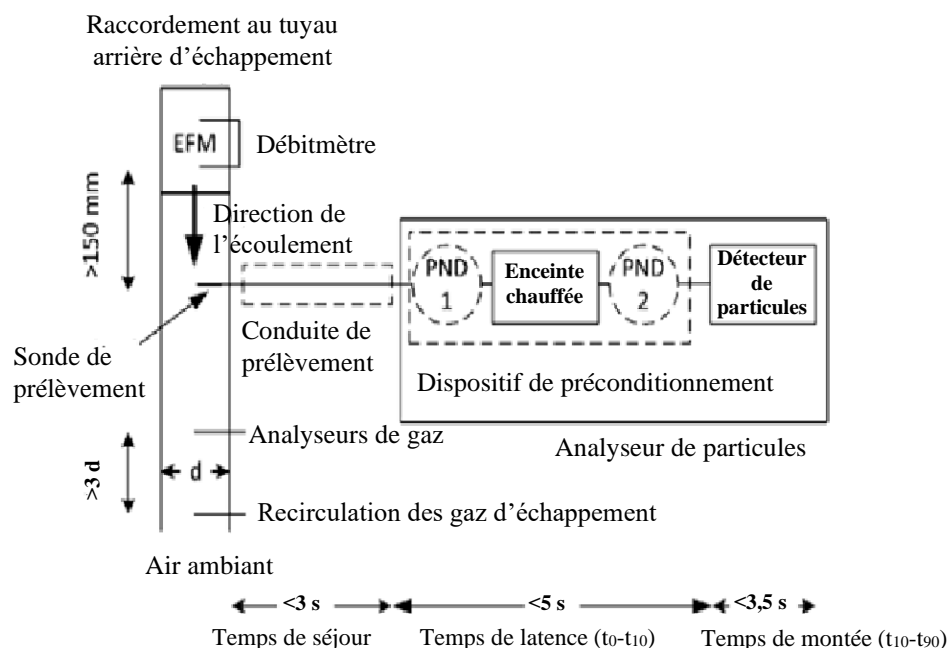 Raccordement au tuyau
arrière d’échappement
EFM
Débitmètre
>150 mm
Direction de
l’écoulement
PND
1
Enceinte
chauffée
PND
2
Détecteur
de
particules
Sonde de
prélèvement
Conduite de
prélèvement
Dispositif de préconditionnement
Analyseurs de gaz
Analyseur de particules
>3 d
d
Recirculation des gaz d’échappement
Air ambiant
<3 s
<5 s
<3,5 s
Temps de séjour
Temps de latence (t0-t10)
Temps de montée (t10-t90)